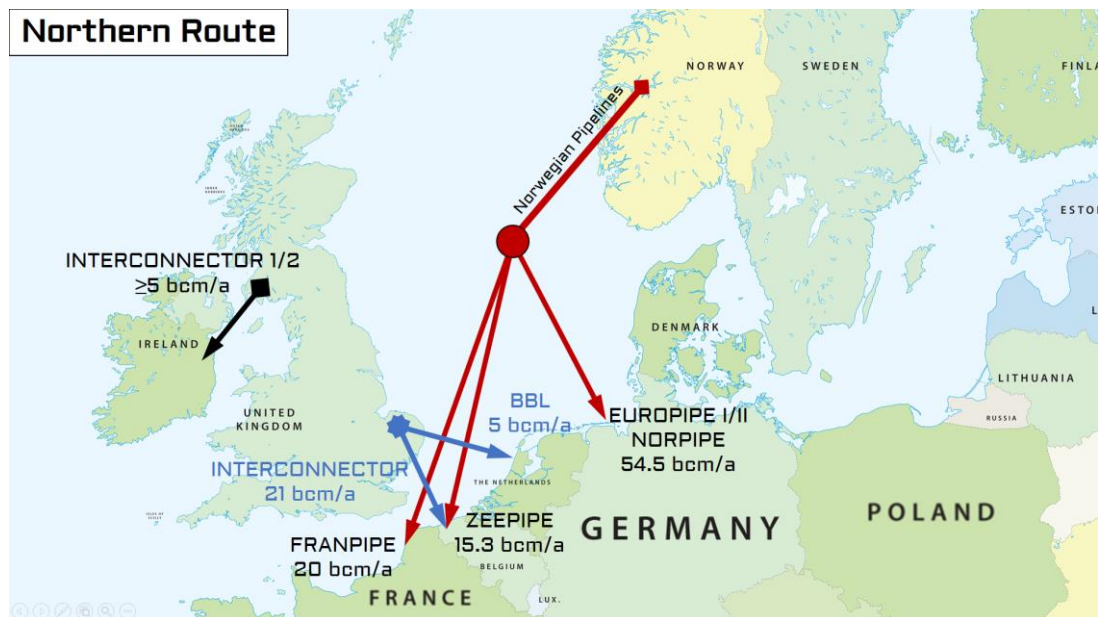 Northern Route
NORWAY
SWEDEN
FINLA
Norwegian Pipelines
ESTO
INTERCONNECTOR 1/2
≥5 bcm/a
IRELAND
DENMARK
L
LITHUANIA
RUSSIA
UNITED
KINGDOM
BBL
5 bcm/a
EUROPIPE I/II
NORPIPE
54.5 bcm/a
INTERCONNECTOR
21 bcm/a
THE NETHERLANDS
ZEEPIPE
15.3 bcm/a
GERMANY
POLAND
FRANPIPE
20 bcm/a
BELGIUM
FRANCE
LUX.